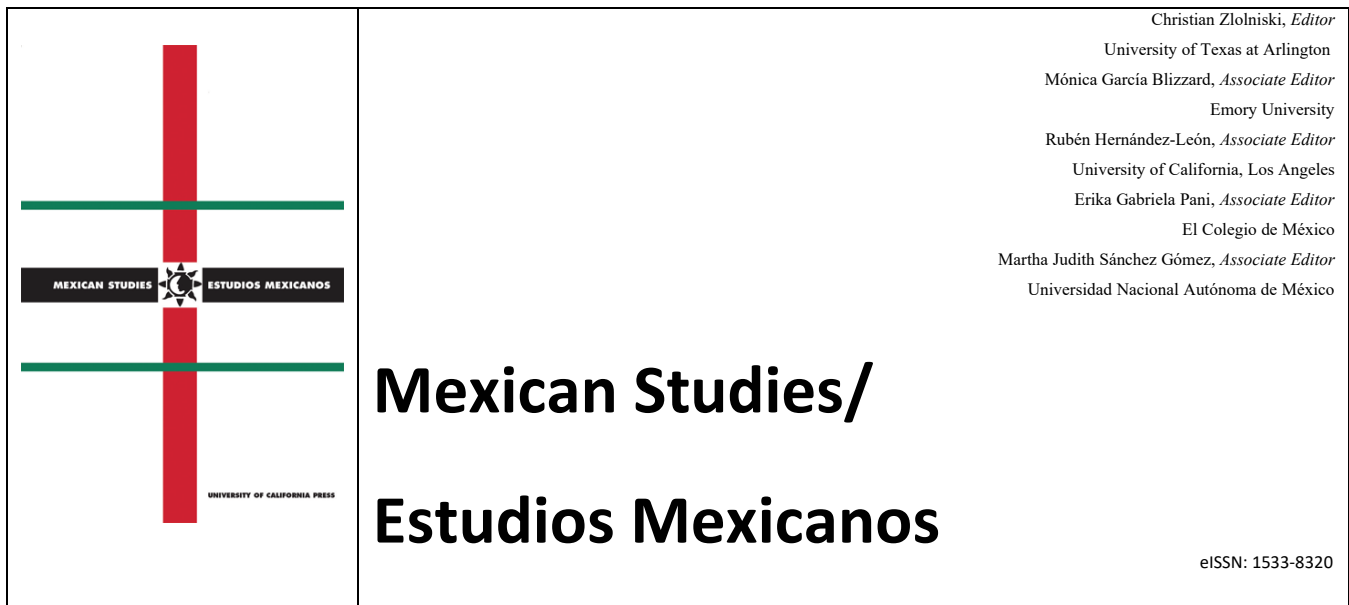 MEXICAN STUDIES ESTUDIOS MEXICANOS
UNIVERSITY OF CALIFORNIA PRESS
Christian Zlolniski, Editor
University of Texas at Arlington
Mónica García Blizzard, Associate Editor
Emory University
Rubén Hernández-León, Associate Editor
University of California, Los Angeles
Erika Gabriela Pani, Associate Editor
El Colegio de México
Martha Judith Sánchez Gómez, Associate Editor
Universidad Nacional Autónoma de México
Mexican Studies/
Estudios Mexicanos
eISSN: 1533-8320